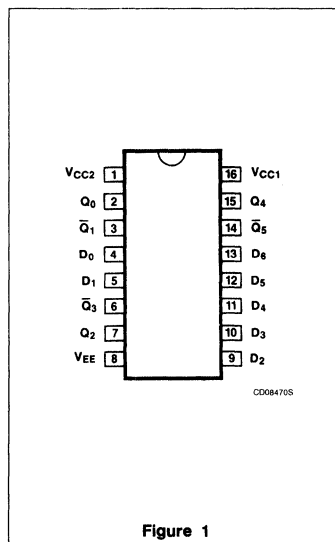 VCC2 1 16 VCC1
Q0 2 15 Q4
Q̅1 3 14 Q̅5
D0 4 13 D6
D1 5 12 D5
Q̅3 6 11 D4
Q2 7 10 D3
VEE 8 9 D2
CD08470S
Figure 1